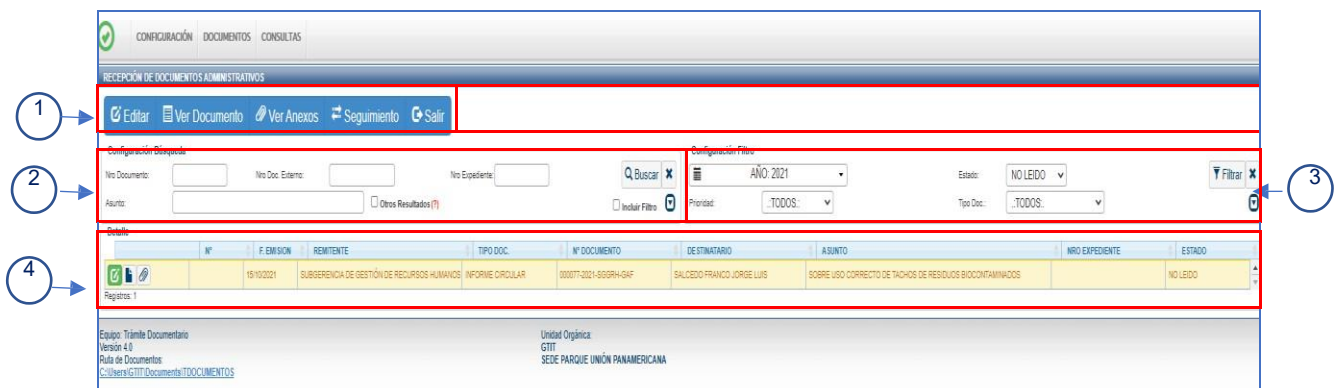 CONFIGURACIÓN DOCUMENTOS CONSULTAS
RECEPCIÓN DE DOCUMENTOS ADMINISTRATIVOS
1
Editar Ver Documento Ver Anexos Seguimiento Salir
Configuración Búsqueda Configuración Filtro
2
Nro Documento: Nro Doc. Externo: Nro Expediente: Buscar AÑO: 2021 Estado: NO LEIDO Filtrar
3
Asunto: Otros Resultados (?) Incluir Filtro Prioridad: .:TODOS:. Tipo Doc.: .:TODOS:.
Detalle
Nº F. EMISION REMITENTE TIPO DOC. Nº DOCUMENTO DESTINATARIO ASUNTO NRO EXPEDIENTE ESTADO
4
15/10/2021 SUBGERENCIA DE GESTIÓN DE RECURSOS HUMANOS INFORME CIRCULAR 000077-2021-SGGRH-GAF SALCEDO FRANCO JORGE LUIS SOBRE USO CORRECTO DE TACHOS DE RESIDUOS BIOCONTAMINADOS NO LEIDO
Registros: 1
Equipo: Trámite Documentario Unidad Orgánica:
Versión 4.0 GTIT
Ruta de Documentos: SEDE PARQUE UNIÓN PANAMERICANA
C:\Users\GTIT\Documents\TDOCUMENTOS